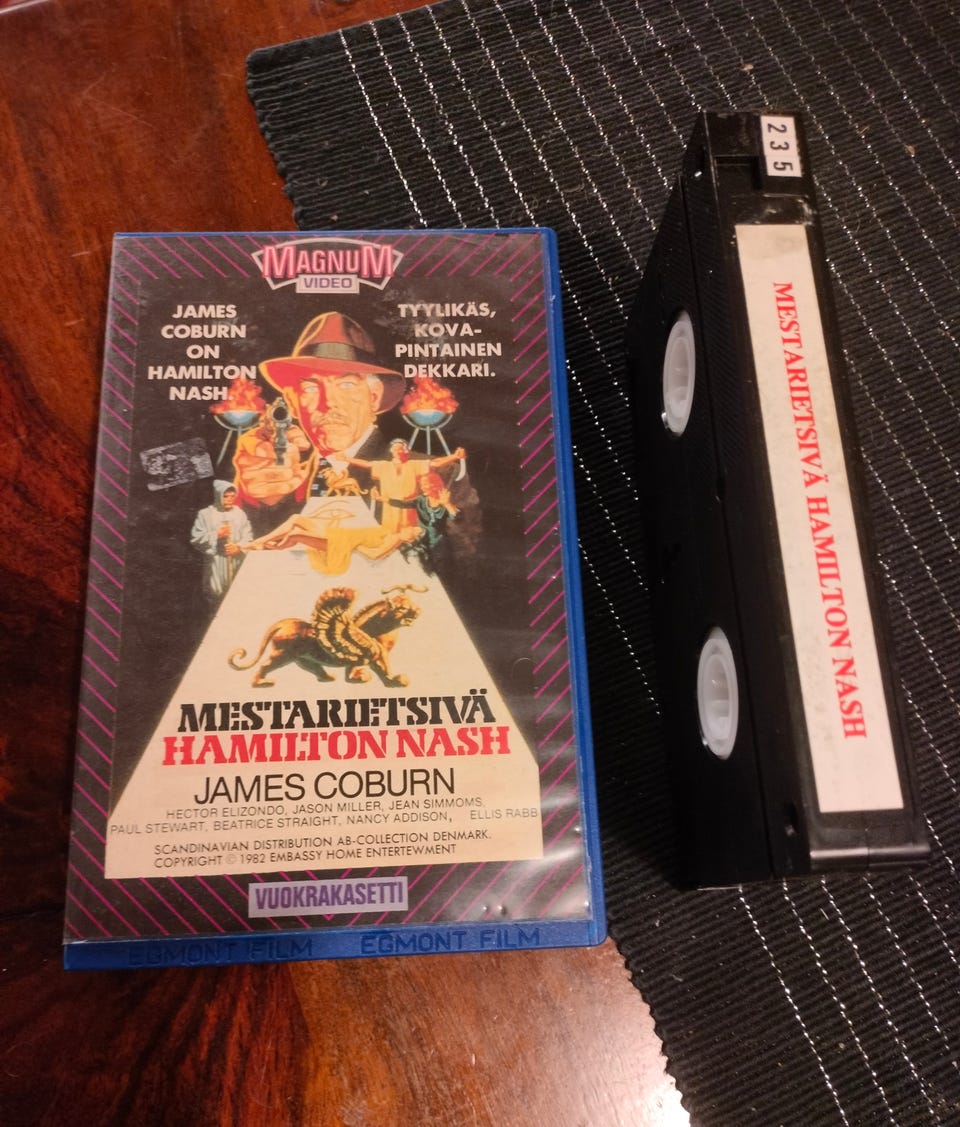 MAGNUM
VIDEO
JAMES
COBURN
ON
HAMILTON
NASH.
TYYLIKÄS,
KOVA-
PINTAINEN
DEKKARI.
MESTARIETSIVÄ
HAMILTON NASH
JAMES COBURN
HECTOR ELIZONDO, JASON MILLER, JEAN SIMMOMS,
PAUL STEWART, BEATRICE STRAIGHT, NANCY ADDISON, ELLIS RABB
SCANDINAVIAN DISTRIBUTION AB-COLLECTION DENMARK.
COPYRIGHT © 1982 EMBASSY HOME ENTERTEWMENT
VUOKRAKASETTI
EGMONT FILM EGMONT FILM
235
MESTARIETSIVÄ HAMILTON NASH